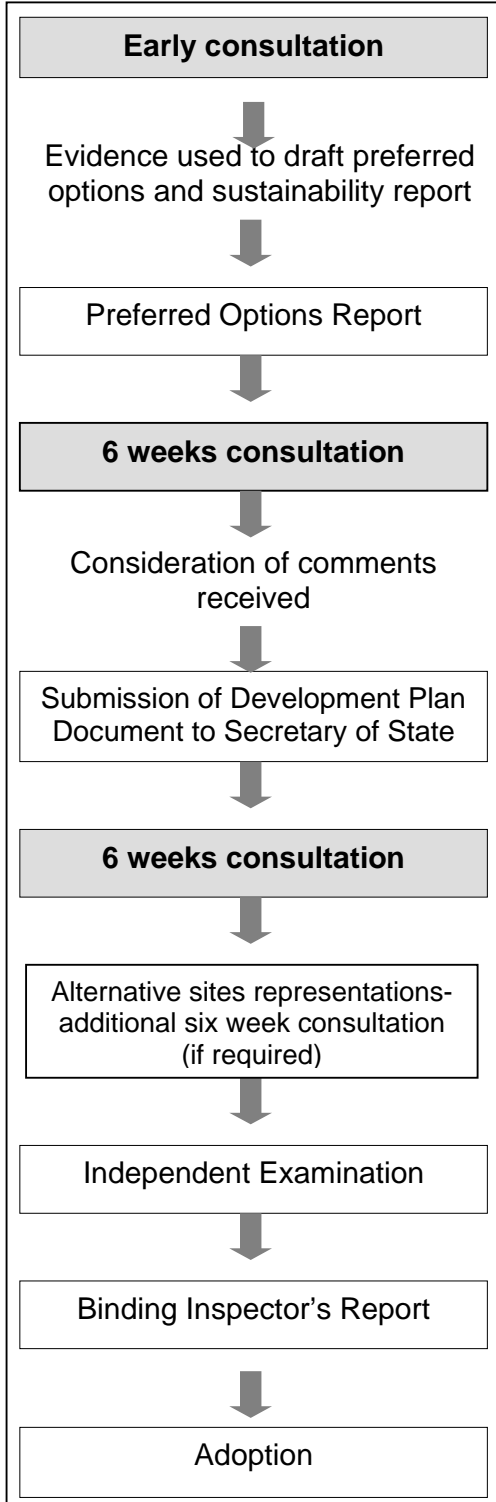 Early consultation
Evidence used to draft preferred
options and sustainability report
Preferred Options Report
6 weeks consultation
Consideration of comments
received
Submission of Development Plan
Document to Secretary of State
6 weeks consultation
Alternative sites representations-
additional six week consultation
(if required)
Independent Examination
Binding Inspector's Report
Adoption